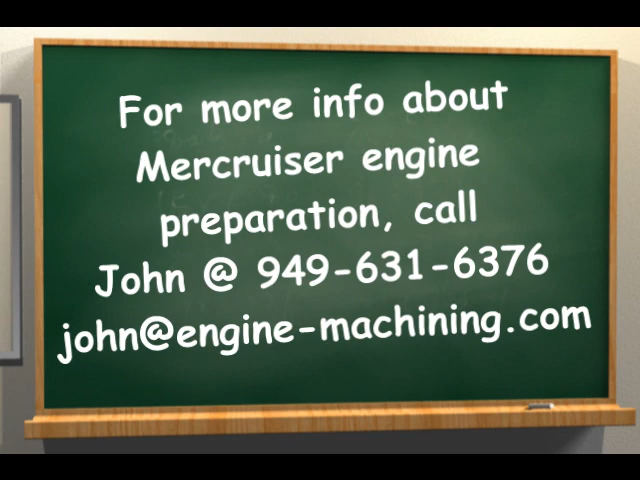 For more info about
Mercruiser engine
preparation, call
John @ 949-631-6376
john@engine-machining.com